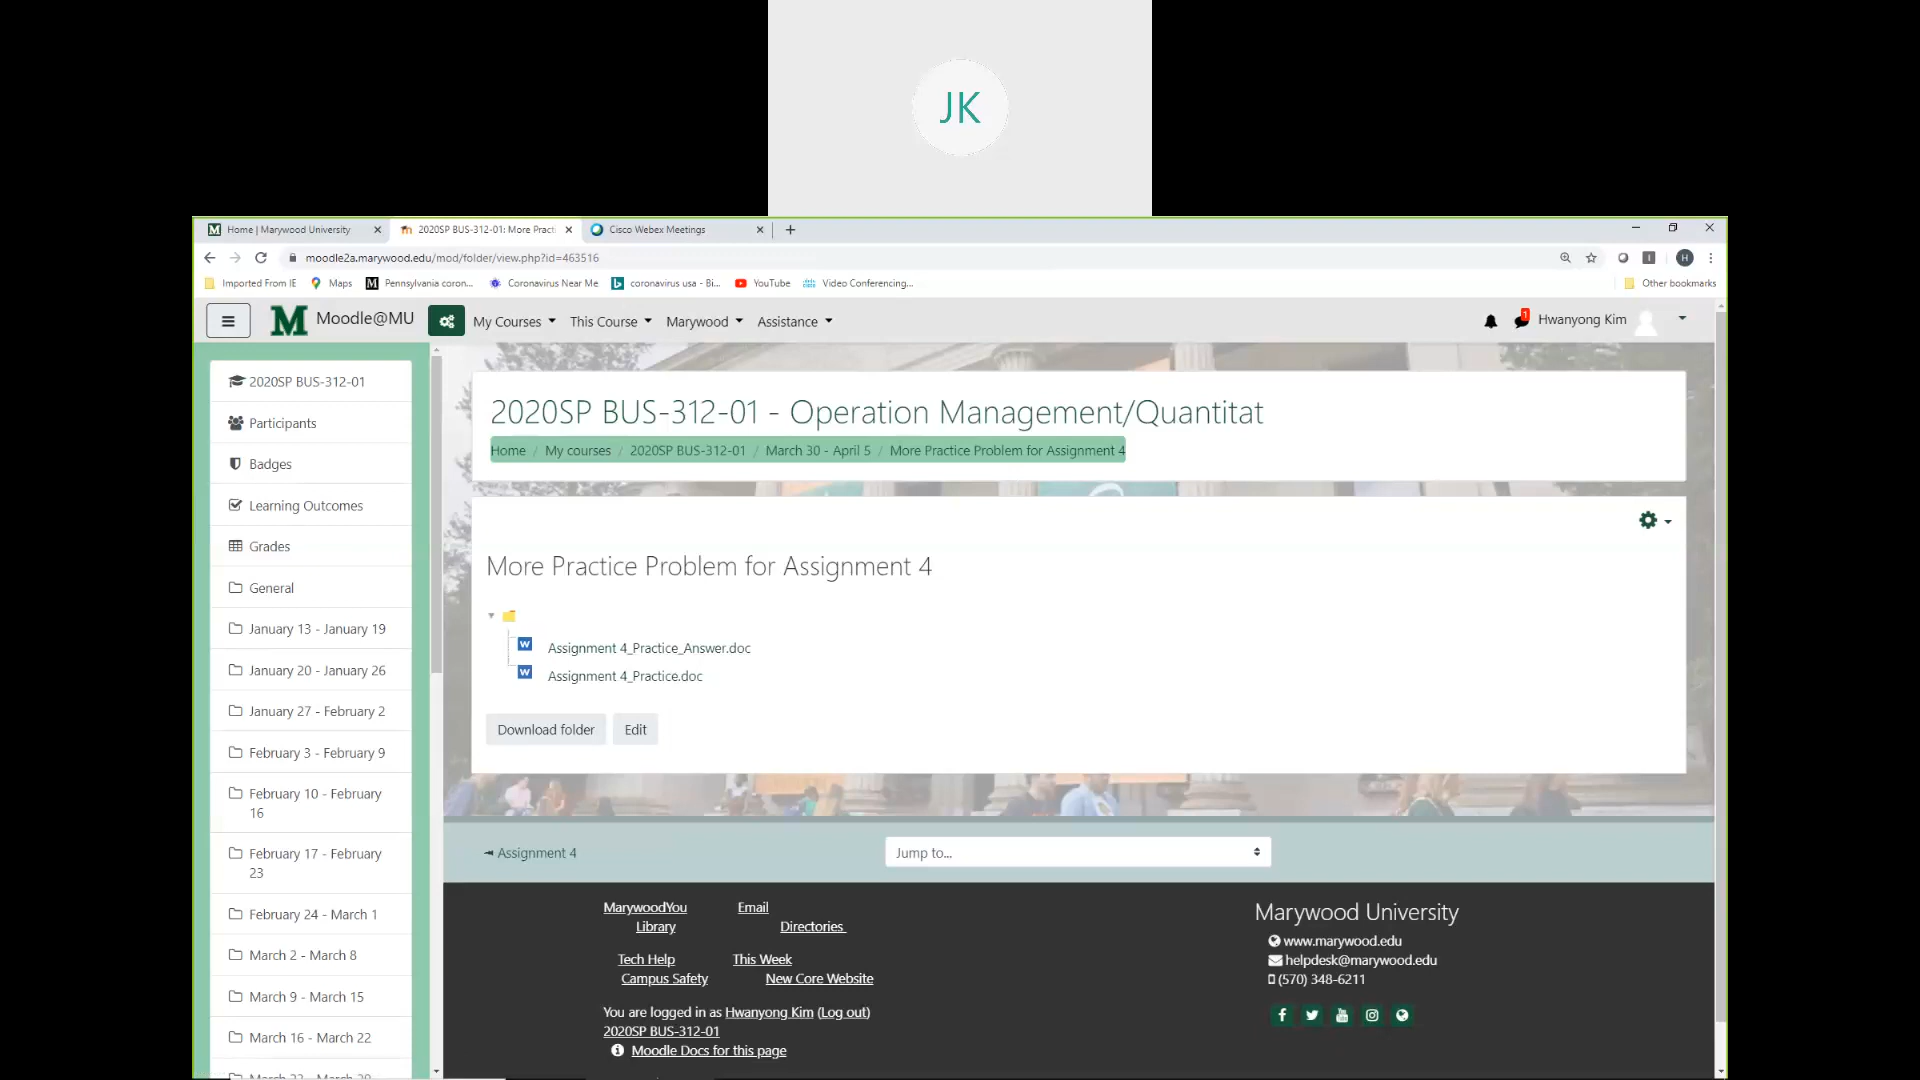 JK
Home | Marywood University
2020SP BUS-312-01: More Pract
Cisco Webex Meetings
moodle2a.marywood.edu/mod/folder/view.php?id=463516
H
Imported From IE
Maps
Pennsylvania coron...
Coronavirus Near Me
coronavirus usa - Bi...
YouTube
Video Conferencing...
Other bookmarks
Moodle@MU
My Courses
This Course
Marywood
Assistance
1
Hwanyong Kim
2020SP BUS-312-01
Participants
Badges
Learning Outcomes
Grades
General
January 13 - January 19
January 20 - January 26
January 27 - February 2
February 3 - February 9
February 10 - February
16
February 17 - February
23
February 24 - March 1
March 2 - March 8
March 9 - March 15
March 16 - March 22
2020SP BUS-312-01 - Operation Management/Quantitat
Home / My courses / 2020SP BUS-312-01 / March 30 - April 5 / More Practice Problem for Assignment 4
More Practice Problem for Assignment 4
Assignment 4_Practice_Answer.doc
Assignment 4_Practice.doc
Download folder
Edit
◄ Assignment 4
Jump to...
MarywoodYou
Email
Library
Directories
Tech Help
This Week
Campus Safety
New Core Website
You are logged in as Hwanyong Kim (Log out)
2020SP BUS-312-01
Moodle Docs for this page
Marywood University
www.marywood.edu
helpdesk@marywood.edu
(570) 348-6211